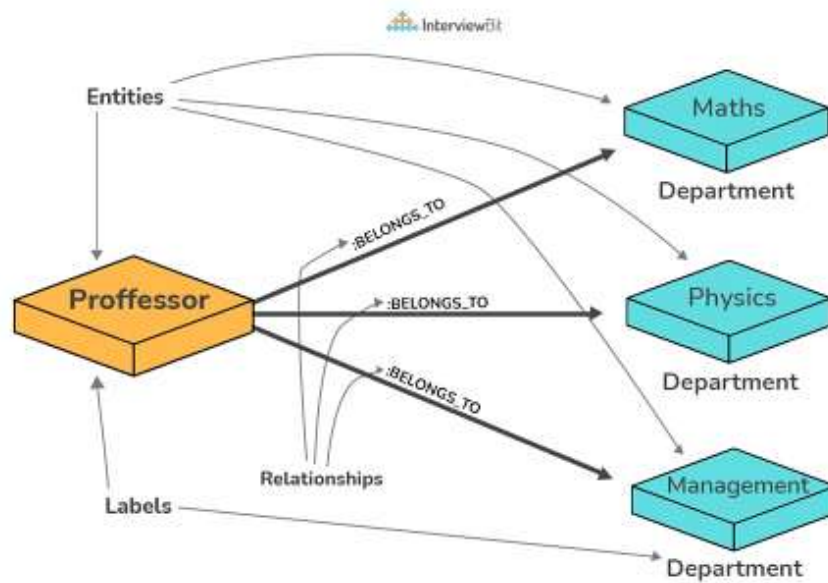 InterviewBit
Entities
Maths
Department
:BELONGS_TO
Proffessor
:BELONGS_TO
Physics
Department
:BELONGS_TO
Relationships
Management
Labels
Department